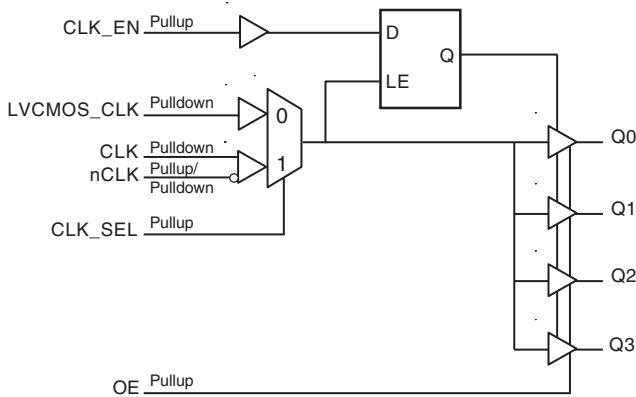 CLK_EN Pullup
D
Q
LE
LVCMOS_CLK Pulldown
0
CLK Pulldown
nCLK Pullup/
Pulldown
1
CLK_SEL Pullup
Q0
Q1
Q2
Q3
OE Pullup